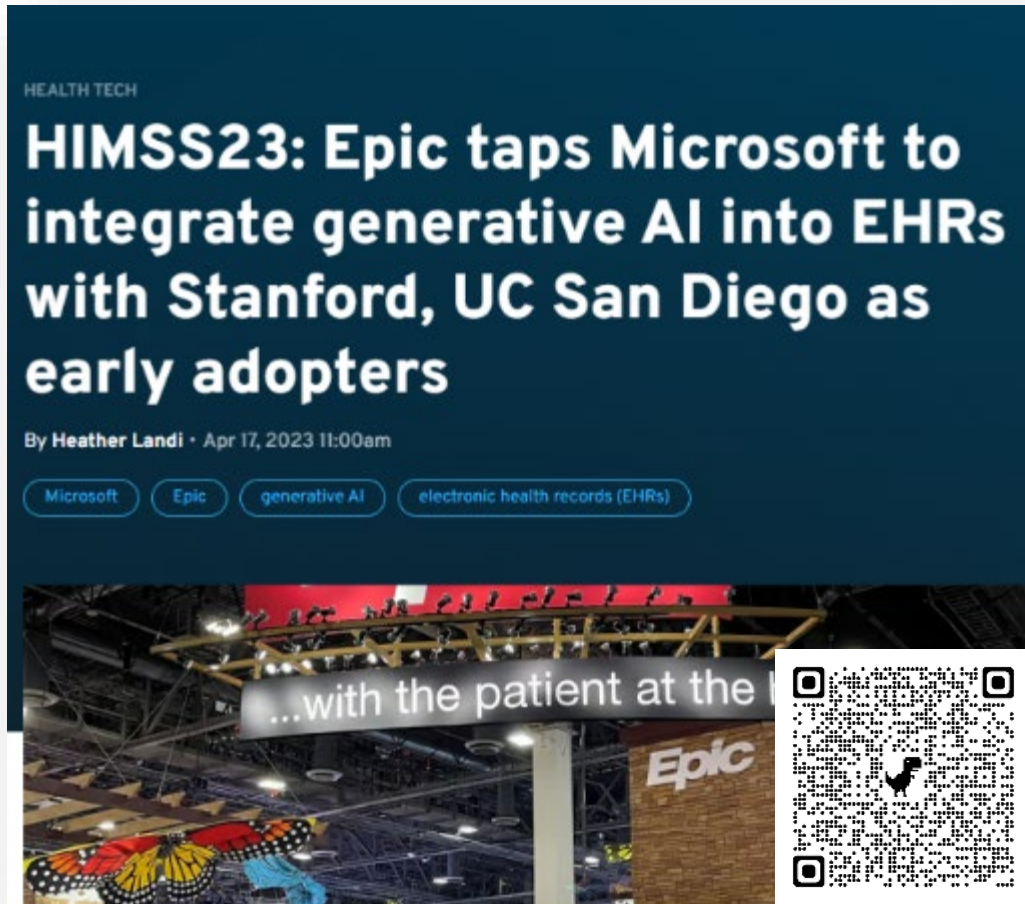 HEALTH TECH
HIMSS23: Epic taps Microsoft to
integrate generative AI into EHRs
with Stanford, UC San Diego as
early adopters
By Heather Landi • Apr 17, 2023 11:00am
Microsoft Epic generative AI electronic health records (EHRs)
...with the patient at the
Epic